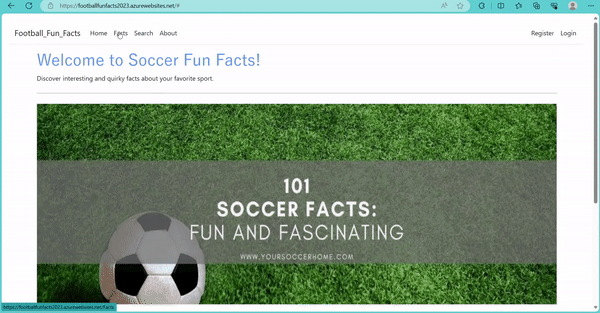 https://footballfunfacts2023.azurewebsites.net/#
Football_Fun_Facts Home Facts Search About Register Login
Welcome to Soccer Fun Facts!
Discover interesting and quirky facts about your favorite sport.
101
SOCCER FACTS:
FUN AND FASCINATING
WWW.YOURSOCCERHOME.COM
https://footballfunfacts2023.azurewebsites.net/Facts